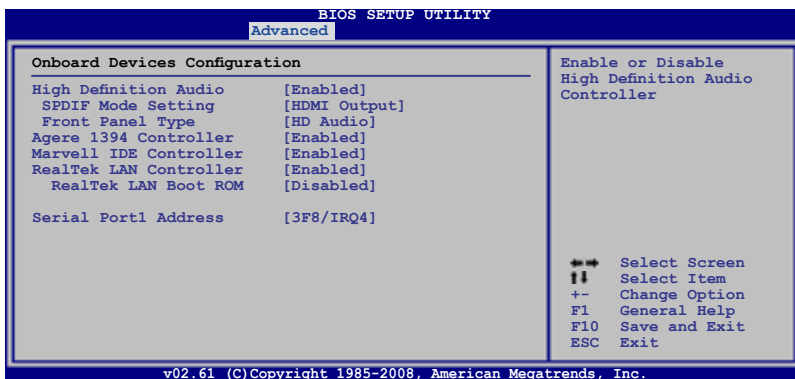 BIOS SETUP UTILITY
Advanced
Onboard Devices Configuration
High Definition Audio [Enabled]
SPDIF Mode Setting [HDMI Output]
Front Panel Type [HD Audio]
Agere 1394 Controller [Enabled]
Marvell IDE Controller [Enabled]
RealTek LAN Controller [Enabled]
RealTek LAN Boot ROM [Disabled]
Serial Port1 Address [3F8/IRQ4]
Enable or Disable
High Definition Audio
Controller
Select Screen
Select Item
+- Change Option
F1 General Help
F10 Save and Exit
ESC Exit
v02.61 (C)Copyright 1985-2008, American Megatrends, Inc.